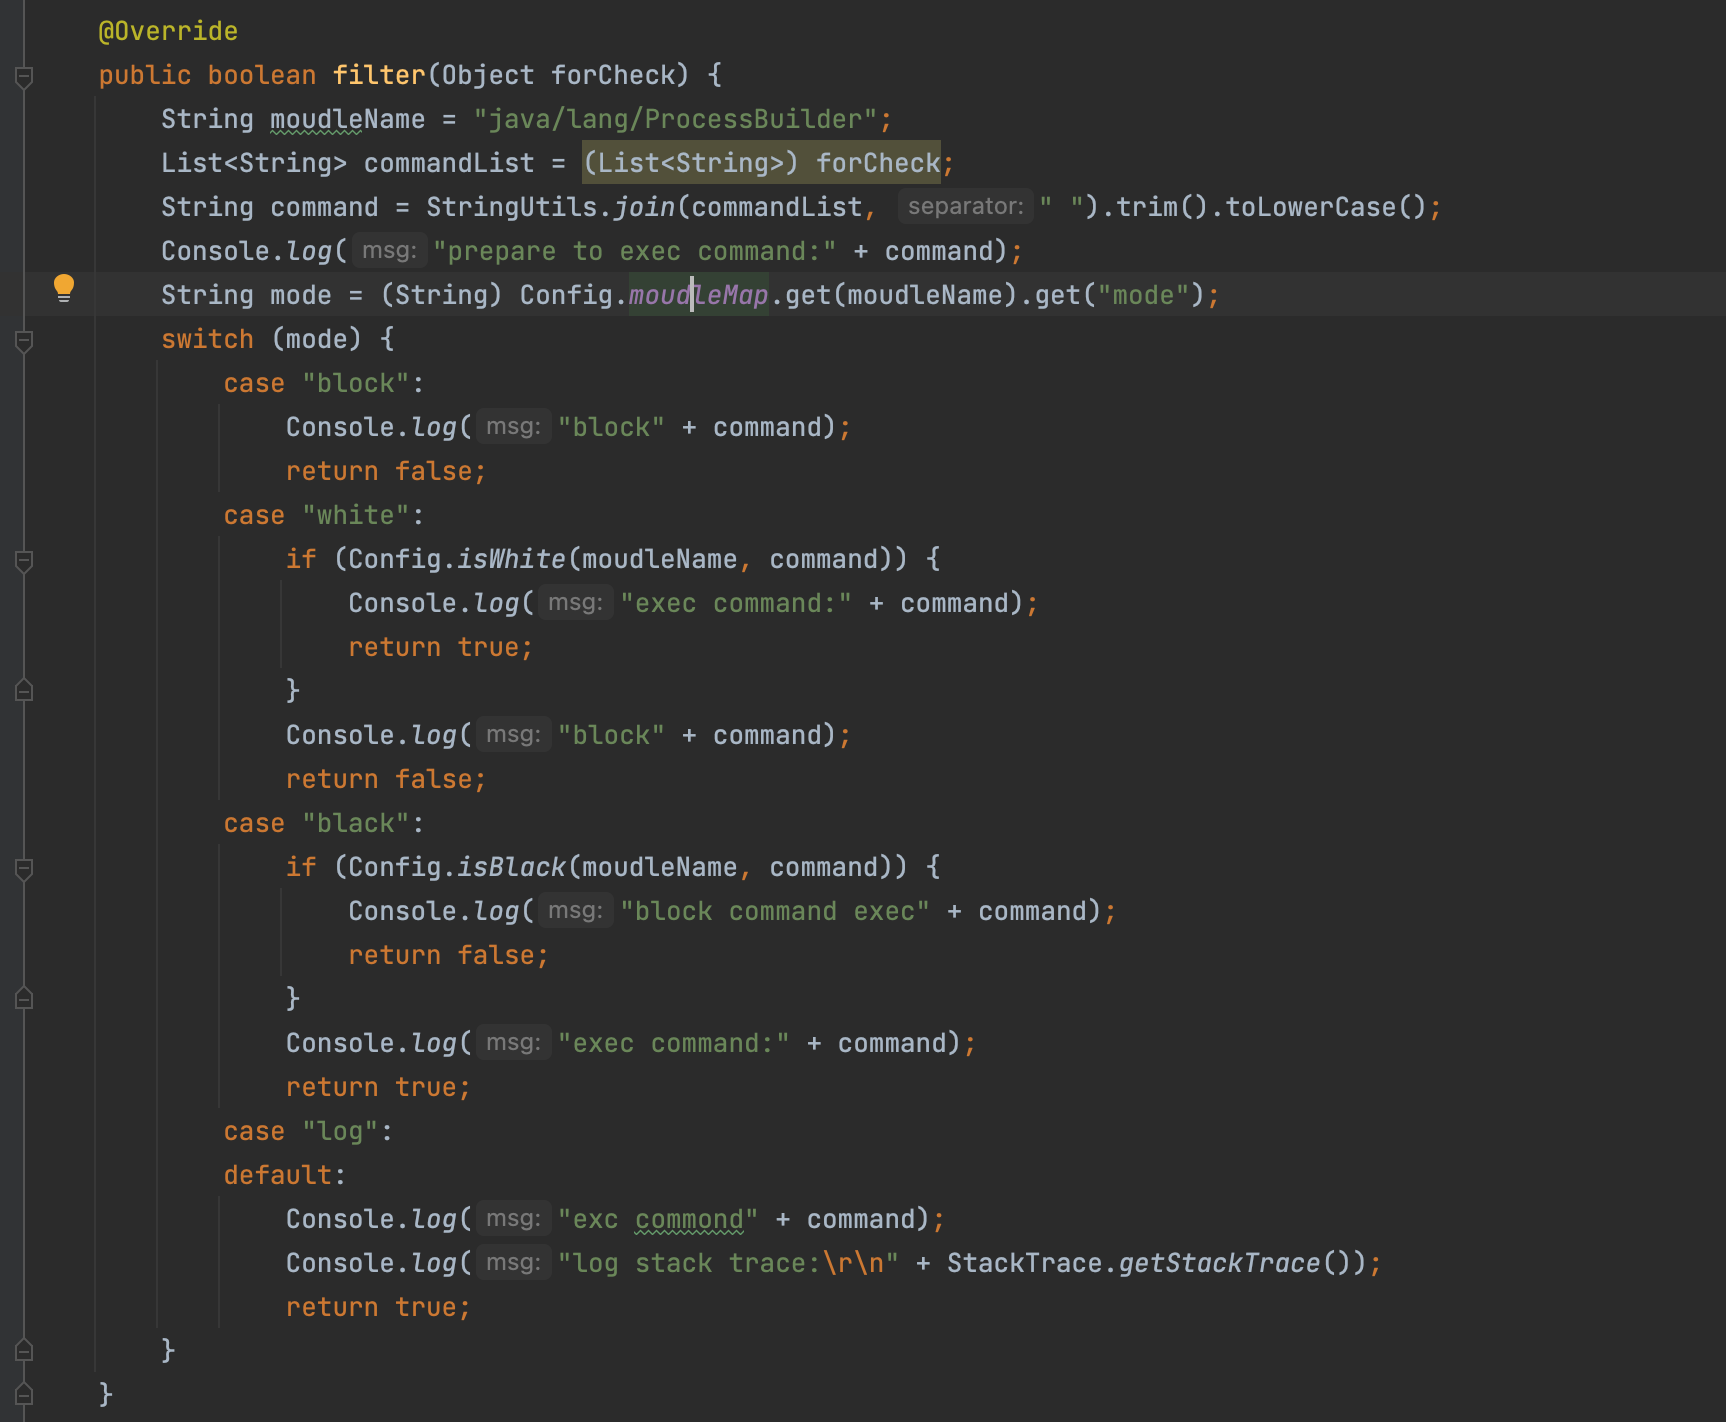 @Override
public boolean filter(Object forCheck) {
String moudleName = "java/lang/ProcessBuilder";
List<String> commandList = (List<String>) forCheck;
String command = StringUtils.join(commandList, separator: " ").trim().toLowerCase();
Console.log( msg: "prepare to exec command:" + command);
String mode = (String) Config.moudleMap.get(moudleName).get("mode");
switch (mode) {
case "block":
Console.log( msg: "block" + command);
return false;
case "white":
if (Config.isWhite(moudleName, command)) {
Console.log( msg: "exec command:" + command);
return true;
}
Console.log( msg: "block" + command);
return false;
case "black":
if (Config.isBlack(moudleName, command)) {
Console.log( msg: "block command exec" + command);
return false;
}
Console.log( msg: "exec command:" + command);
return true;
case "log":
default:
Console.log( msg: "exc commond" + command);
Console.log( msg: "log stack trace:\r\n" + StackTrace.getStackTrace());
return true;
}
}